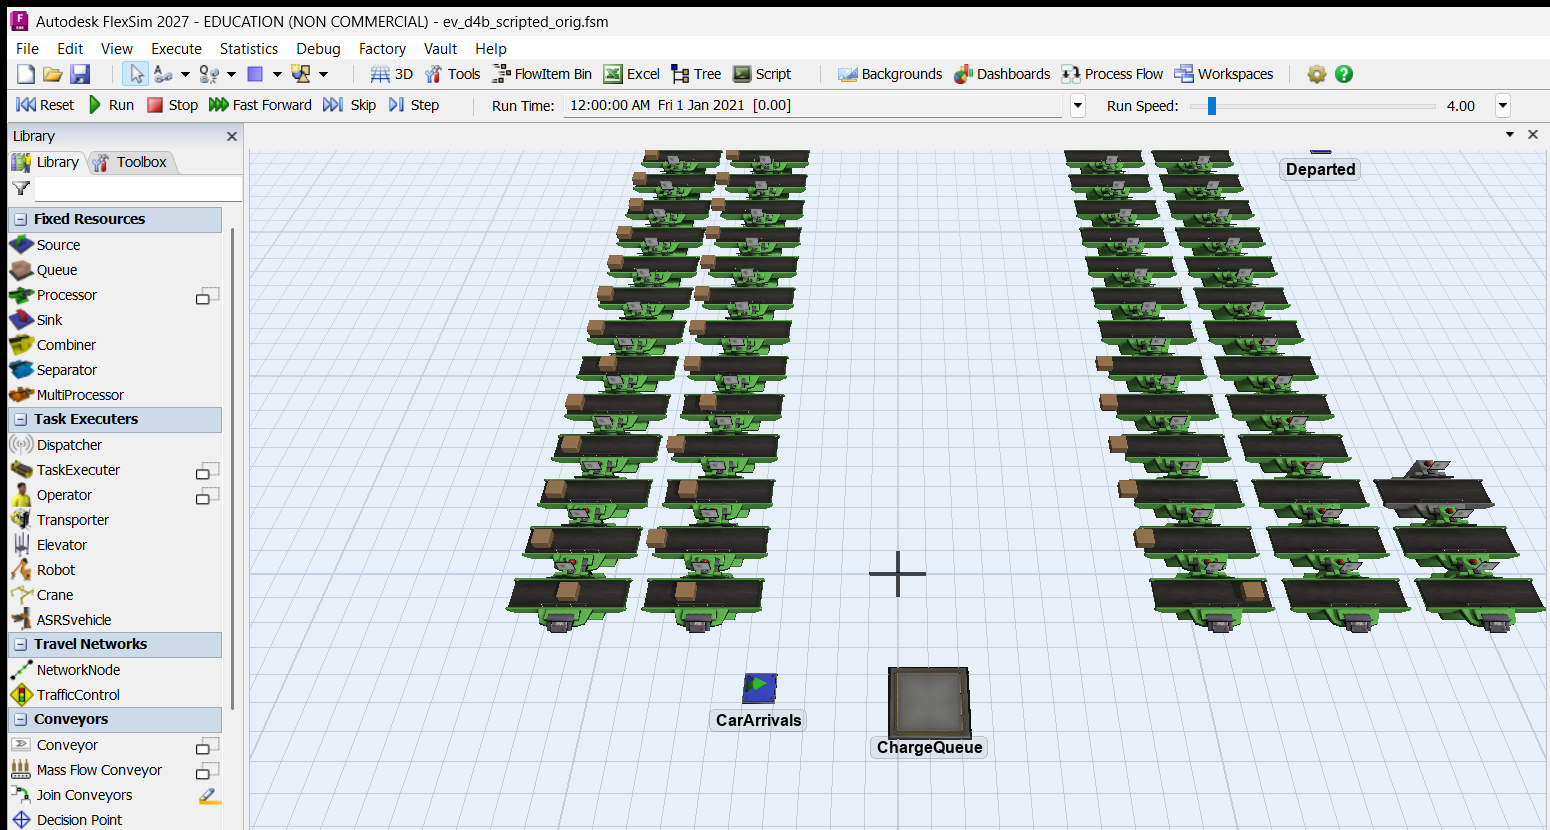 Autodesk FlexSim 2027 - EDUCATION (NON COMMERCIAL) - ev_d4b_scripted_orig.fsm
File Edit View Execute Statistics Debug Factory Vault Help
3D Tools FlowItem Bin Excel Tree Script Backgrounds Dashboards Process Flow Workspaces
Reset Run Stop Fast Forward Skip Step Run Time: 12:00:00 AM Fri 1 Jan 2021 [0.00] Run Speed: 4.00
Library
Library Toolbox
Fixed Resources
Source
Queue
Processor
Sink
Combiner
Separator
MultiProcessor
Task Executers
Dispatcher
TaskExecuter
Operator
Transporter
Elevator
Robot
Crane
ASRSvehicle
Travel Networks
NetworkNode
TrafficControl
Conveyors
Conveyor
Mass Flow Conveyor
Join Conveyors
Decision Point
Departed
CarArrivals
ChargeQueue